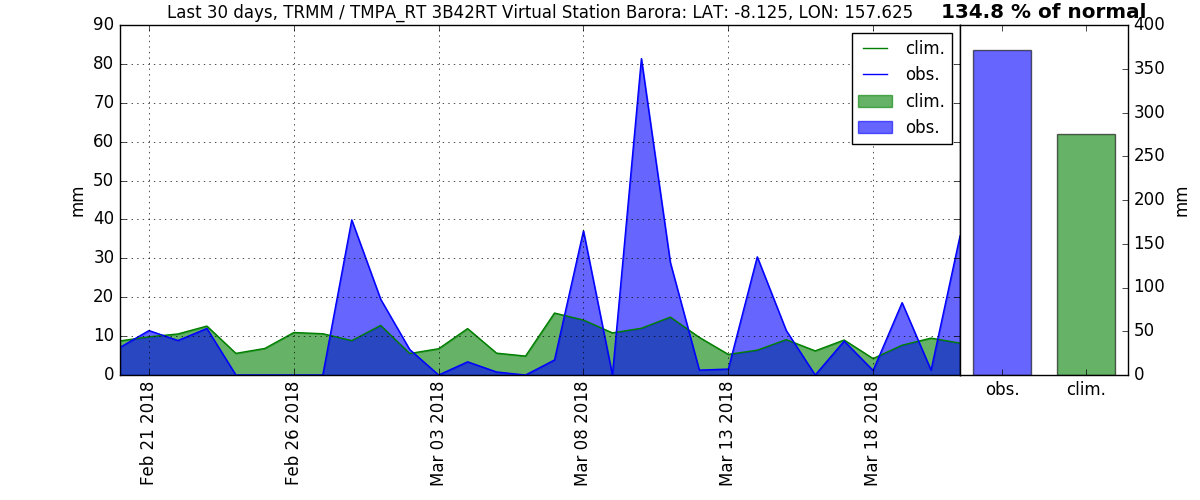 Last 30 days, TRMM / TMPA_RT 3B42RT Virtual Station Barora: LAT: -8.125, LON: 157.625
134.8 % of normal
90
80
70
60
50
40
30
20
10
0
mm
clim.
obs.
clim.
obs.
Feb 21 2018
Feb 26 2018
Mar 03 2018
Mar 08 2018
Mar 13 2018
Mar 18 2018
400
350
300
250
200
150
100
50
0
mm
obs.
clim.